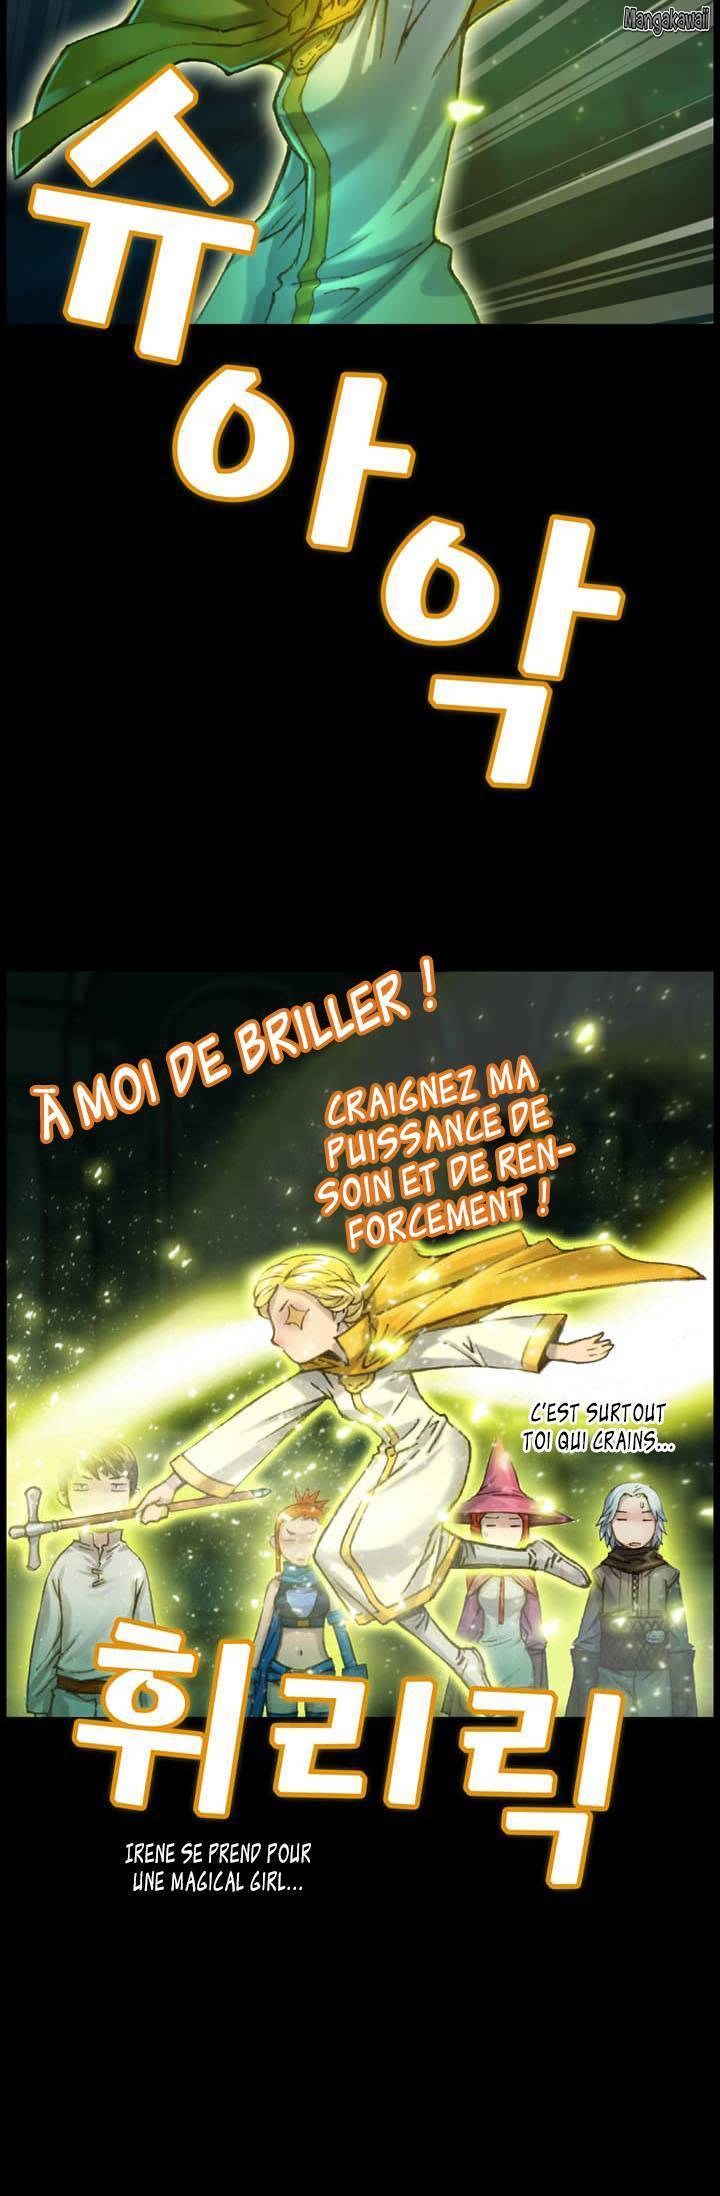 Mangakawaii
슈
아
악
À MOI DE BRILLER !
CRAIGNEZ MA
PUISSANCE DE
SOIN ET DE REN-
FORCEMENT !
C'EST SURTOUT
TOI QUI CRAINS...
휘리릭
IRENE SE PREND POUR
UNE MAGICAL GIRL...